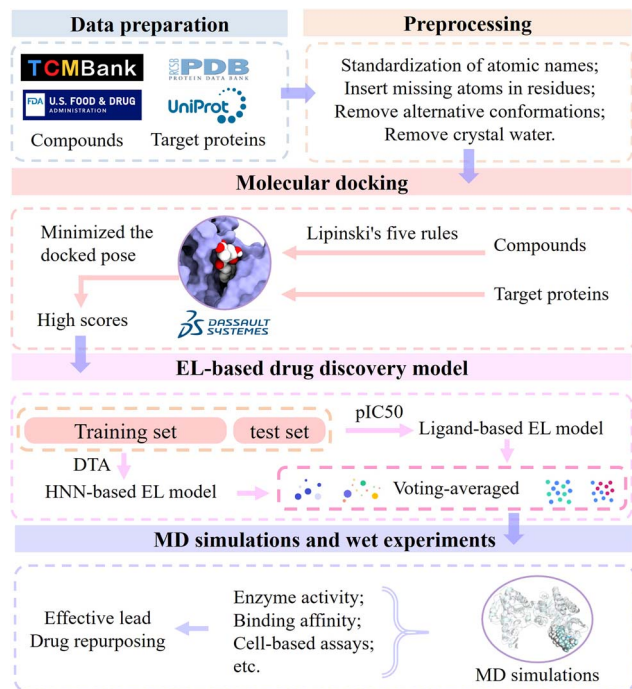 Data preparation
TCMBank
RCSB
PDB
PROTEIN DATA BANK
FDA
U.S. FOOD & DRUG
ADMINISTRATION
UniProt
Compounds
Target proteins
Preprocessing
Standardization of atomic names;
Insert missing atoms in residues;
Remove alternative conformations;
Remove crystal water.
Molecular docking
Minimized the
docked pose
High scores
DASSAULT
SYSTEMES
Lipinski's five rules
Compounds
Target proteins
EL-based drug discovery model
Training set
test set
pIC50
Ligand-based EL model
DTA
HNN-based EL model
Voting-averaged
MD simulations and wet experiments
Effective lead
Drug repurposing
Enzyme activity;
Binding affinity;
Cell-based assays;
etc.
MD simulations